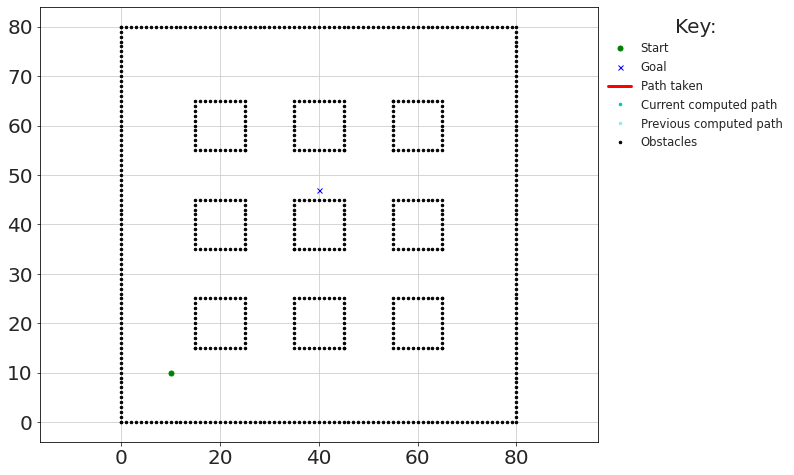 80
70
60
50
40
30
20
10
0
0 20 40 60 80
Key:
Start
Goal
Path taken
Current computed path
Previous computed path
Obstacles